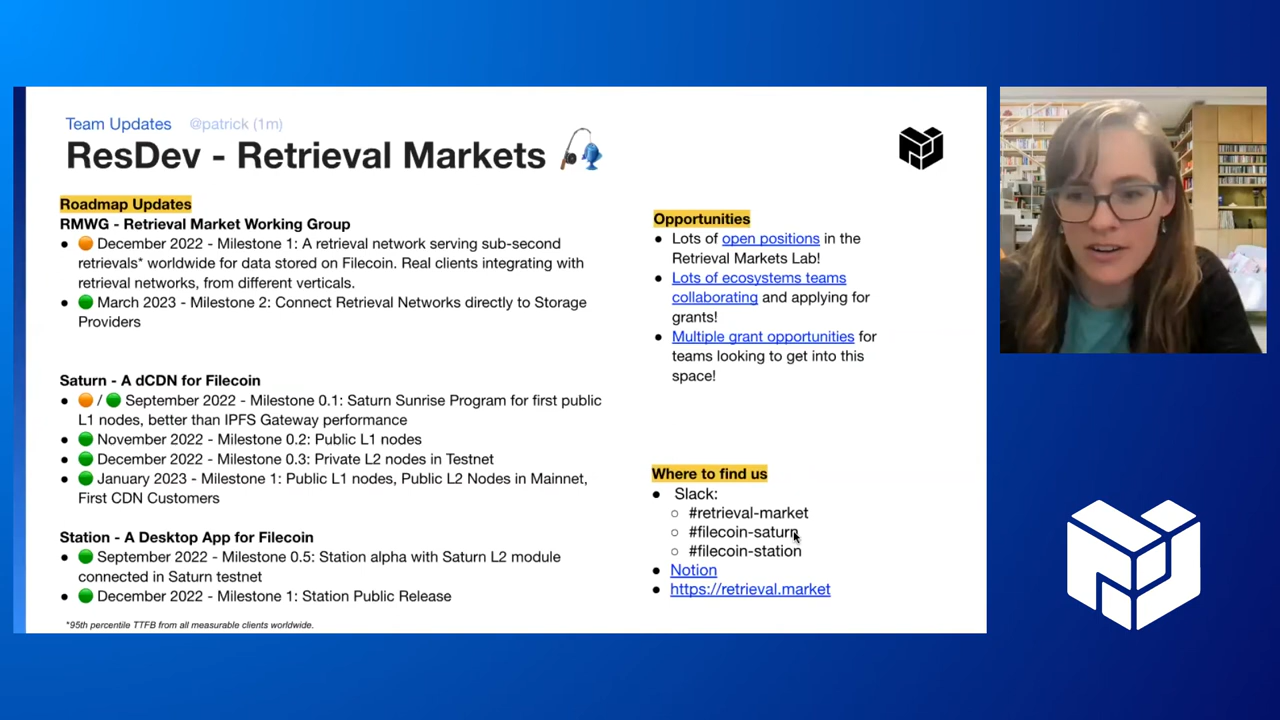 Team Updates @patrick (1m)
ResDev - Retrieval Markets
Roadmap Updates
RMWG - Retrieval Market Working Group
● 🟠 December 2022 - Milestone 1: A retrieval network serving sub-second
retrievals* worldwide for data stored on Filecoin. Real clients integrating with
retrieval networks, from different verticals.
● 🟢 March 2023 - Milestone 2: Connect Retrieval Networks directly to Storage
Providers
Saturn - A dCDN for Filecoin
● 🟠 / 🟢 September 2022 - Milestone 0.1: Saturn Sunrise Program for first public
L1 nodes, better than IPFS Gateway performance
● 🟢 November 2022 - Milestone 0.2: Public L1 nodes
● 🟢 December 2022 - Milestone 0.3: Private L2 nodes in Testnet
● 🟢 January 2023 - Milestone 1: Public L1 nodes, Public L2 Nodes in Mainnet,
First CDN Customers
Station - A Desktop App for Filecoin
● 🟢 September 2022 - Milestone 0.5: Station alpha with Saturn L2 module
connected in Saturn testnet
● 🟢 December 2022 - Milestone 1: Station Public Release
*95th percentile TTFB from all measurable clients worldwide.
Opportunities
● Lots of open positions in the
Retrieval Markets Lab!
● Lots of ecosystems teams
collaborating and applying for
grants!
● Multiple grant opportunities for
teams looking to get into this
space!
Where to find us
● Slack:
○ #retrieval-market
○ #filecoin-saturn
○ #filecoin-station
● Notion
● https://retrieval.market